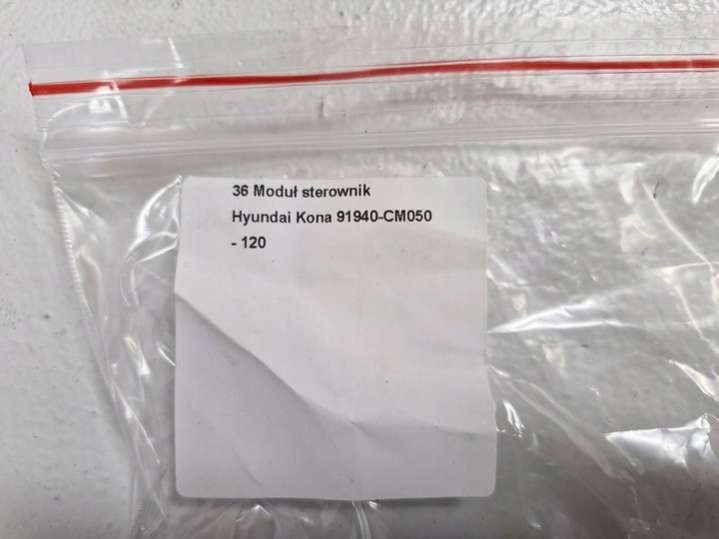 36 Moduł sterownik
Hyundai Kona 91940-CM050
- 120